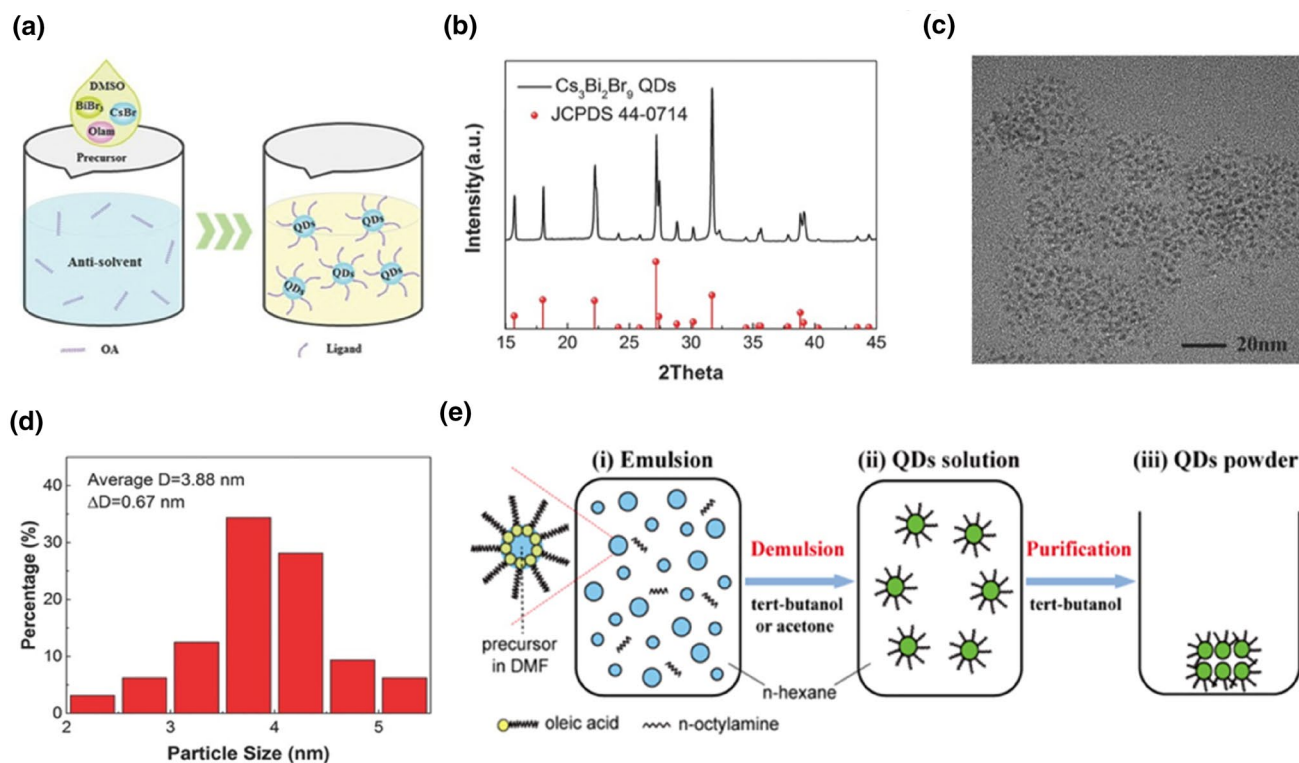 (a)
DMSO
BiBr3
CsBr
Olam
Precursor
Anti-solvent
QDs
QDs
QDs
QDs
QDs
OA
Ligand
(b)
Cs3Bi2Br9 QDs
JCPDS 44-0714
Intensity(a.u.)
15 20 25 30 35 40 45
2Theta
(c)
20nm
(d)
Average D=3.88 nm
ΔD=0.67 nm
Percentage (%)
40
30
20
10
0
2 3 4 5
Particle Size (nm)
(e)
(i) Emulsion
(ii) QDs solution
(iii) QDs powder
Demulsion
tert-butanol
or acetone
Purification
tert-butanol
precursor
in DMF
n-hexane
oleic acid
n-octylamine